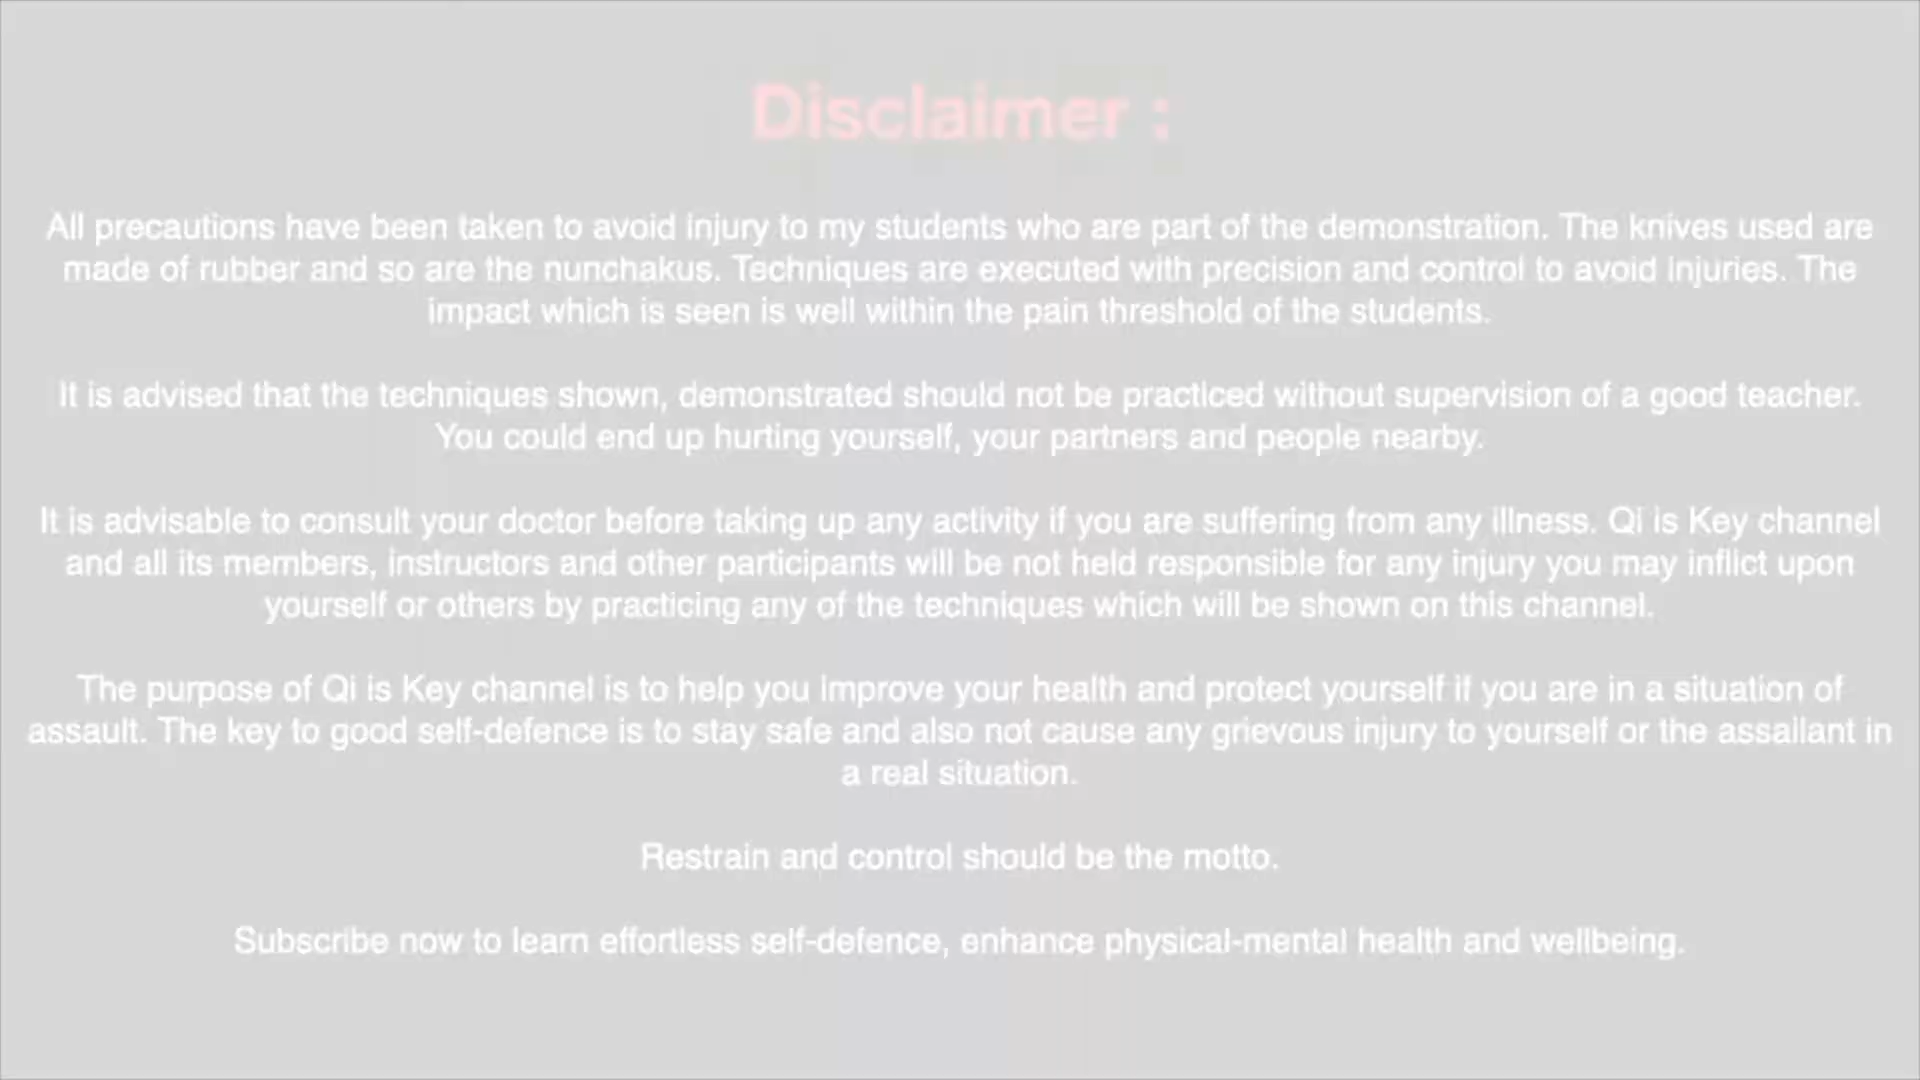 Disclaimer :
All precautions have been taken to avoid injury to my students who are part of the demonstration. The knives used are
made of rubber and so are the nunchakus. Techniques are executed with precision and control to avoid injuries. The
impact which is seen is well within the pain threshold of the students.
It is advised that the techniques shown, demonstrated should not be practiced without supervision of a good teacher.
You could end up hurting yourself, your partners and people nearby.
It is advisable to consult your doctor before taking up any activity if you are suffering from any illness. Qi is Key channel
and all its members, instructors and other participants will be not held responsible for any injury you may inflict upon
yourself or others by practicing any of the techniques which will be shown on this channel.
The purpose of Qi is Key channel is to help you improve your health and protect yourself if you are in a situation of
assault. The key to good self-defence is to stay safe and also not cause any grievous injury to yourself or the assailant in
a real situation.
Restrain and control should be the motto.
Subscribe now to learn effortless self-defence, enhance physical-mental health and wellbeing.